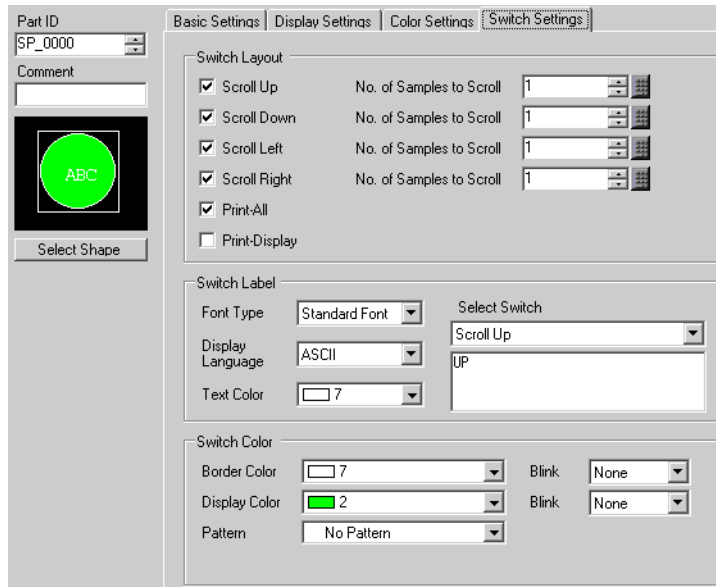 Part ID
SP_0000
Comment
ABC
Select Shape
Basic Settings Display Settings Color Settings Switch Settings
Switch Layout
Scroll Up No. of Samples to Scroll 1
Scroll Down No. of Samples to Scroll 1
Scroll Left No. of Samples to Scroll 1
Scroll Right No. of Samples to Scroll 1
Print-All
Print-Display
Switch Label
Font Type Standard Font
Display Language ASCII
Text Color 7
Select Switch
Scroll Up
UP
Switch Color
Border Color 7 Blink None
Display Color 2 Blink None
Pattern No Pattern